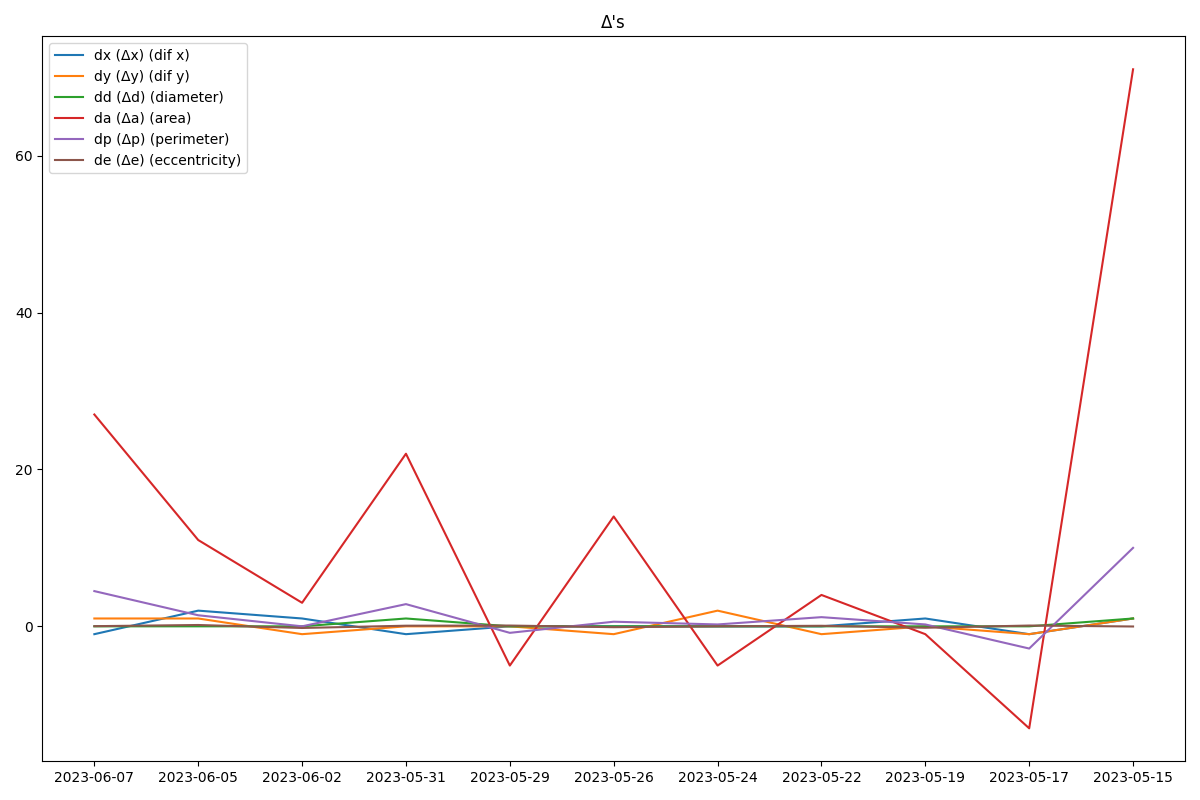 Δ's
dx (Δx) (dif x)
dy (Δy) (dif y)
dd (Δd) (diameter)
da (Δa) (area)
dp (Δp) (perimeter)
de (Δe) (eccentricity)
60
40
20
0
2023-06-07 2023-06-05 2023-06-02 2023-05-31 2023-05-29 2023-05-26 2023-05-24 2023-05-22 2023-05-19 2023-05-17 2023-05-15